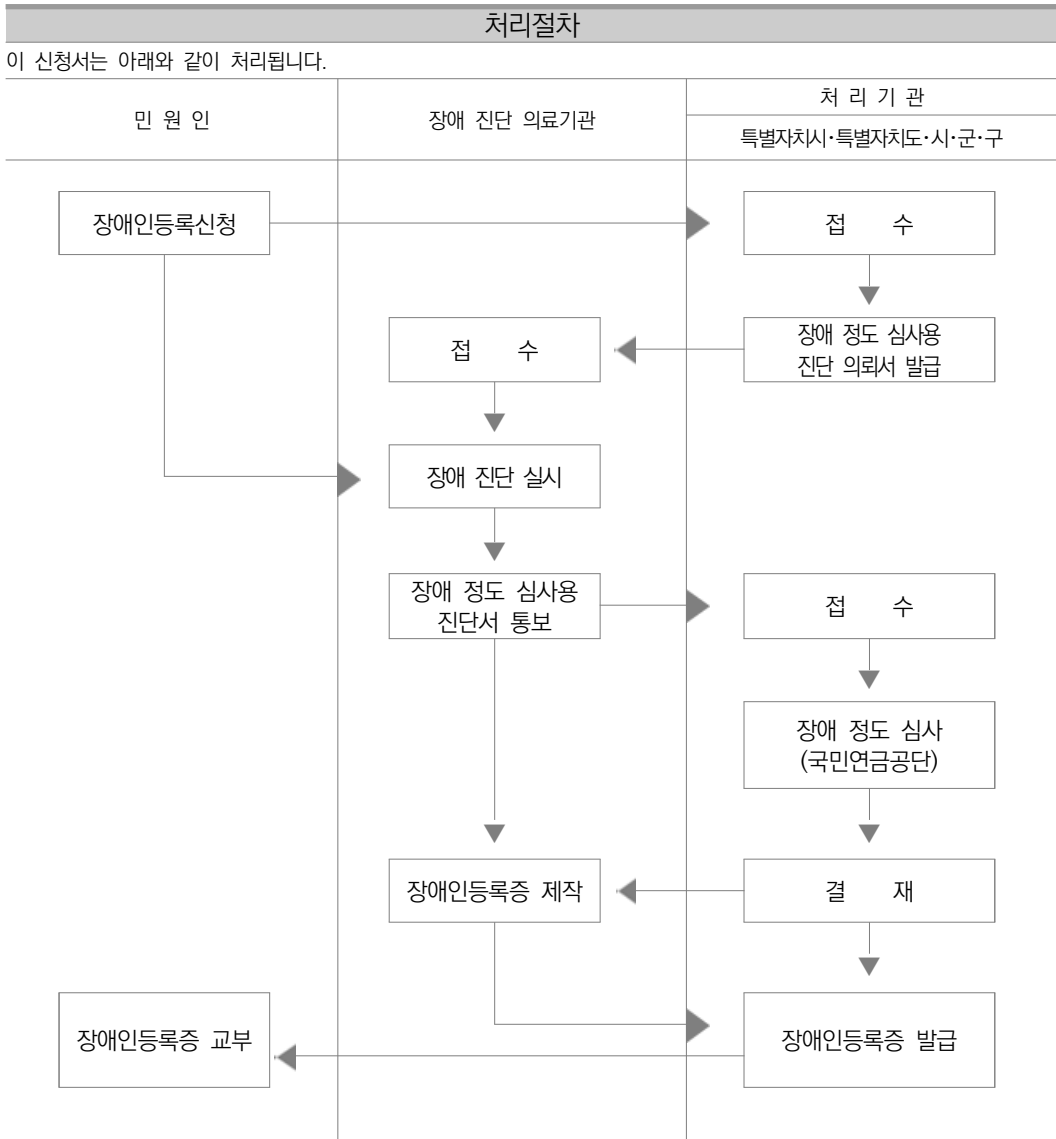 처리절차
이 신청서는 아래와 같이 처리됩니다.
민 원 인
장애 진단 의료기관
처 리 기 관
특별자치시·특별자치도·시·군·구
장애인등록신청
접 수
접 수
장애 정도 심사용
진단 의뢰서 발급
장애 진단 실시
장애 정도 심사용
진단서 통보
접 수
장애 정도 심사
(국민연금공단)
장애인등록증 제작
결 재
장애인등록증 교부
장애인등록증 발급